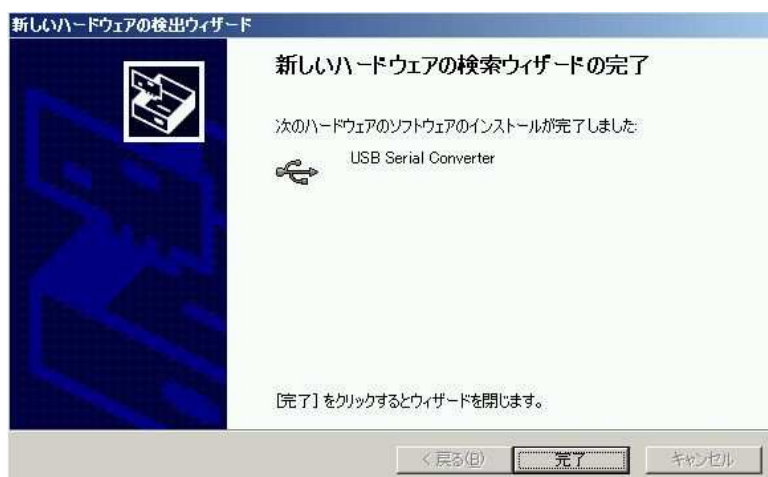 新しいハードウェアの検出ウィザード
新しいハードウェアの検索ウィザードの完了
次のハードウェアのソフトウェアのインストールが完了しました:
USB Serial Converter
[完了] をクリックするとウィザードを閉じます。
< 戻る(B)
完了
キャンセル